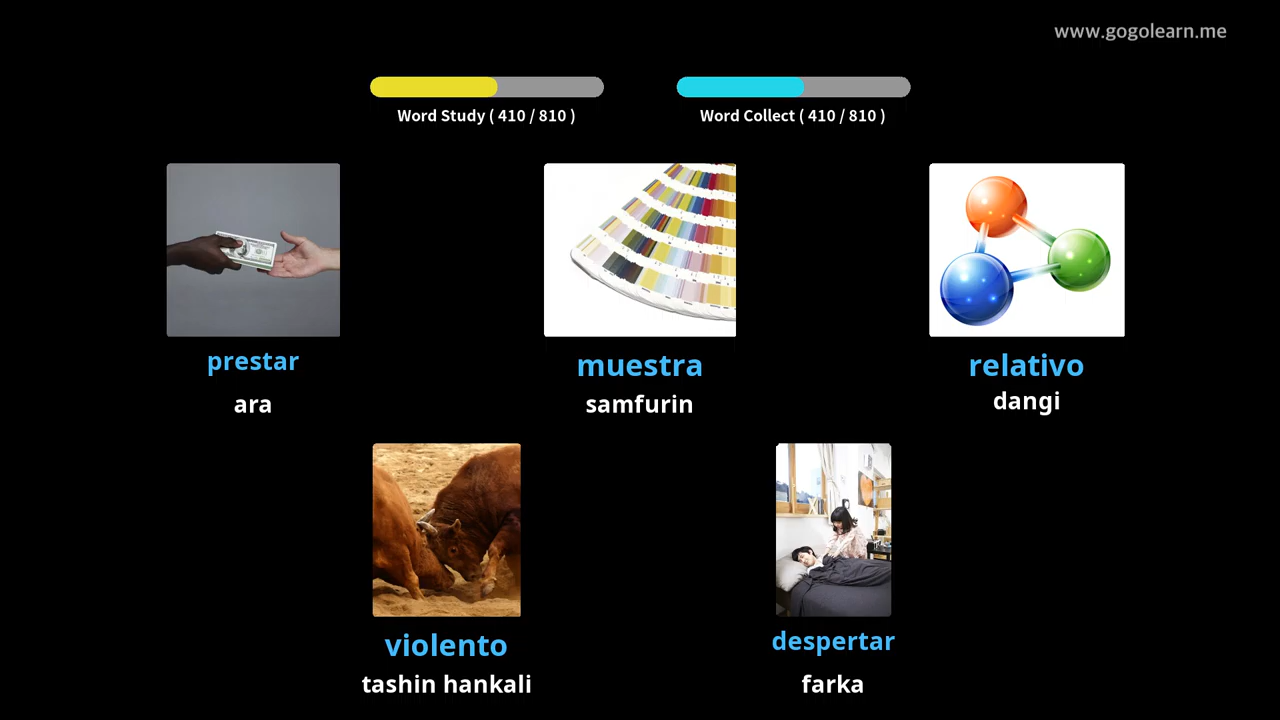 www.gogolearn.me
Word Study ( 410 / 810 )
Word Collect ( 410 / 810 )
prestar
ara
muestra
samfurin
relativo
dangi
violento
tashin hankali
despertar
farka